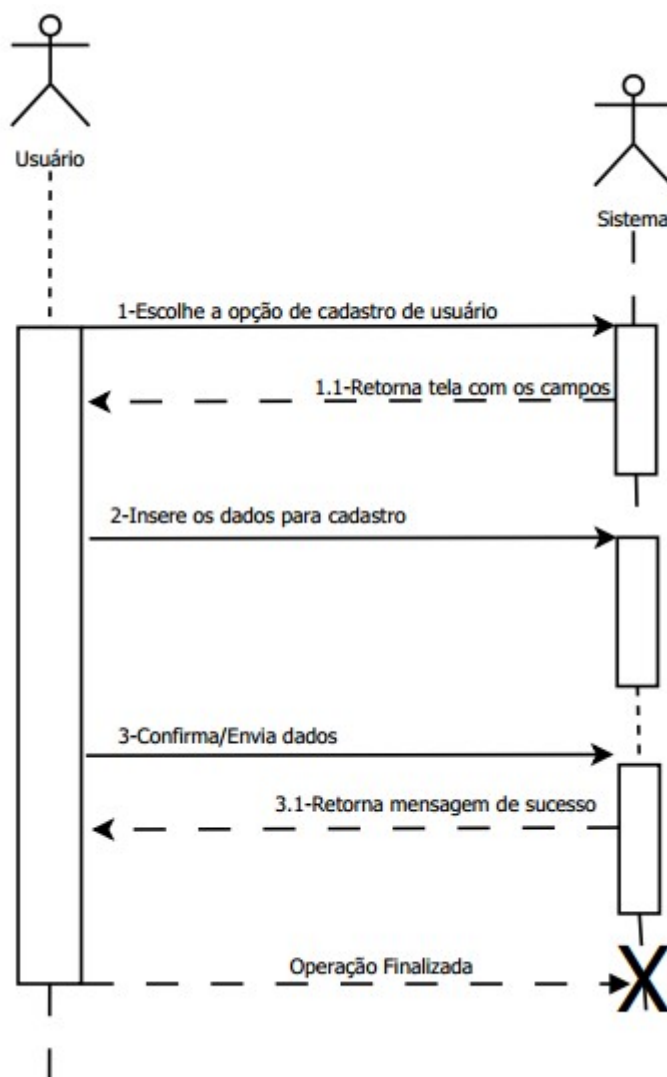 Usuário
Sistema
1-Escolhe a opção de cadastro de usuário
1.1-Retorna tela com os campos
2-Insere os dados para cadastro
3-Confirma/Envia dados
3.1-Retorna mensagem de sucesso
Operação Finalizada
X